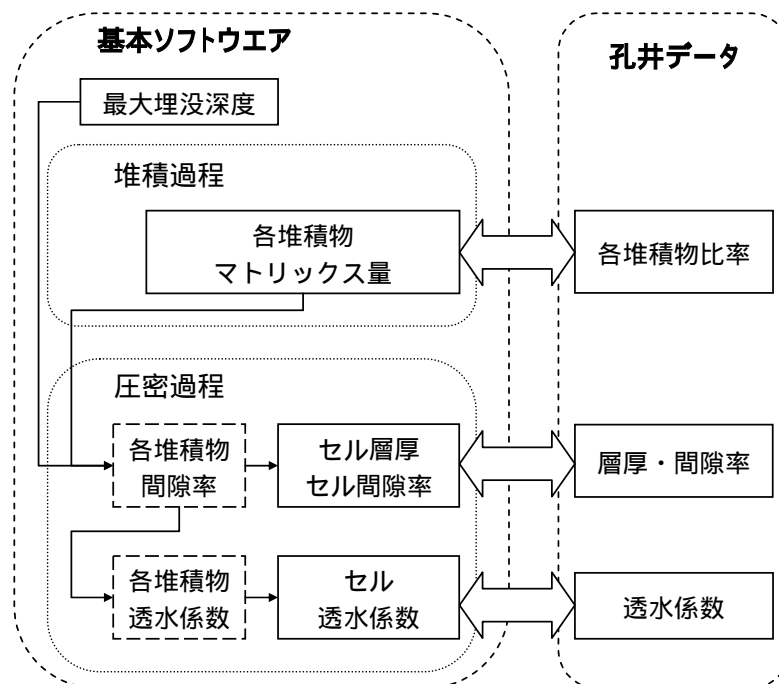 基本ソフトウエア
孔井データ
最大埋没深度
堆積過程
各堆積物
マトリックス量
各堆積物比率
圧密過程
各堆積物
間隙率
セル層厚
セル間隙率
層厚・間隙率
各堆積物
透水係数
セル
透水係数
透水係数